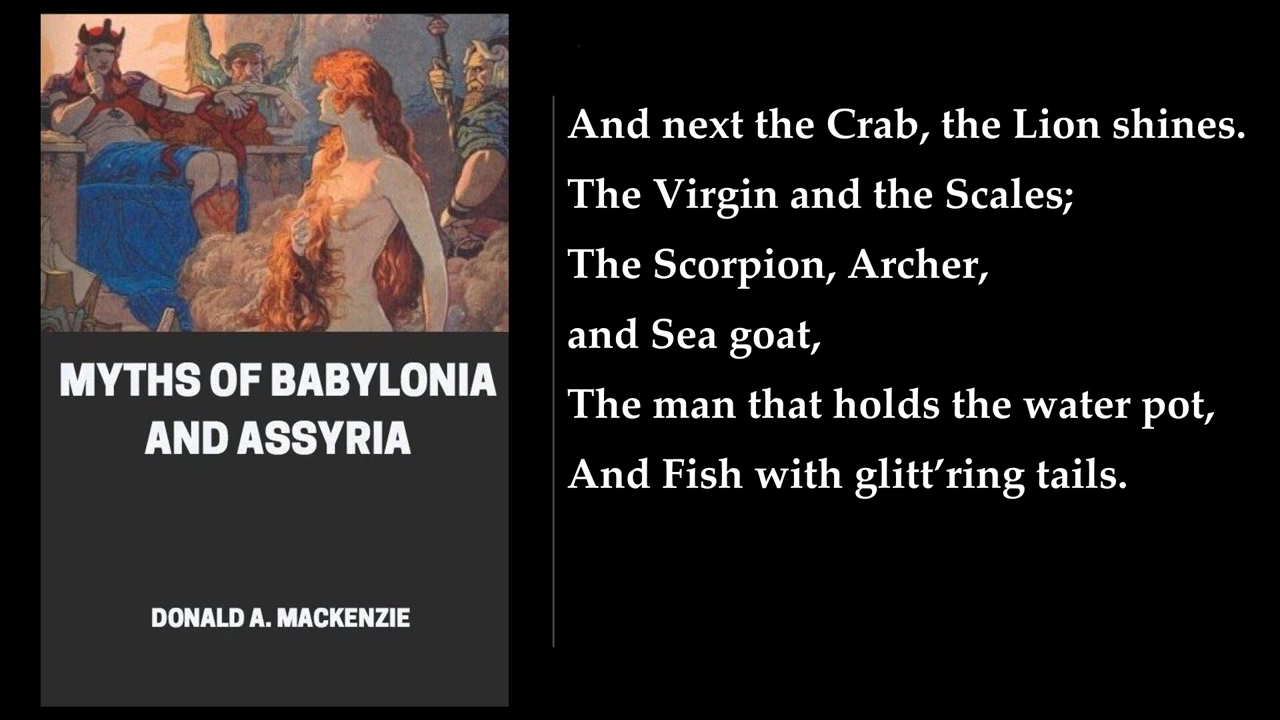 MYTHS OF BABYLONIA
AND ASSYRIA
DONALD A. MACKENZIE
And next the Crab, the Lion shines.
The Virgin and the Scales;
The Scorpion, Archer,
and Sea goat,
The man that holds the water pot,
And Fish with glitt’ring tails.